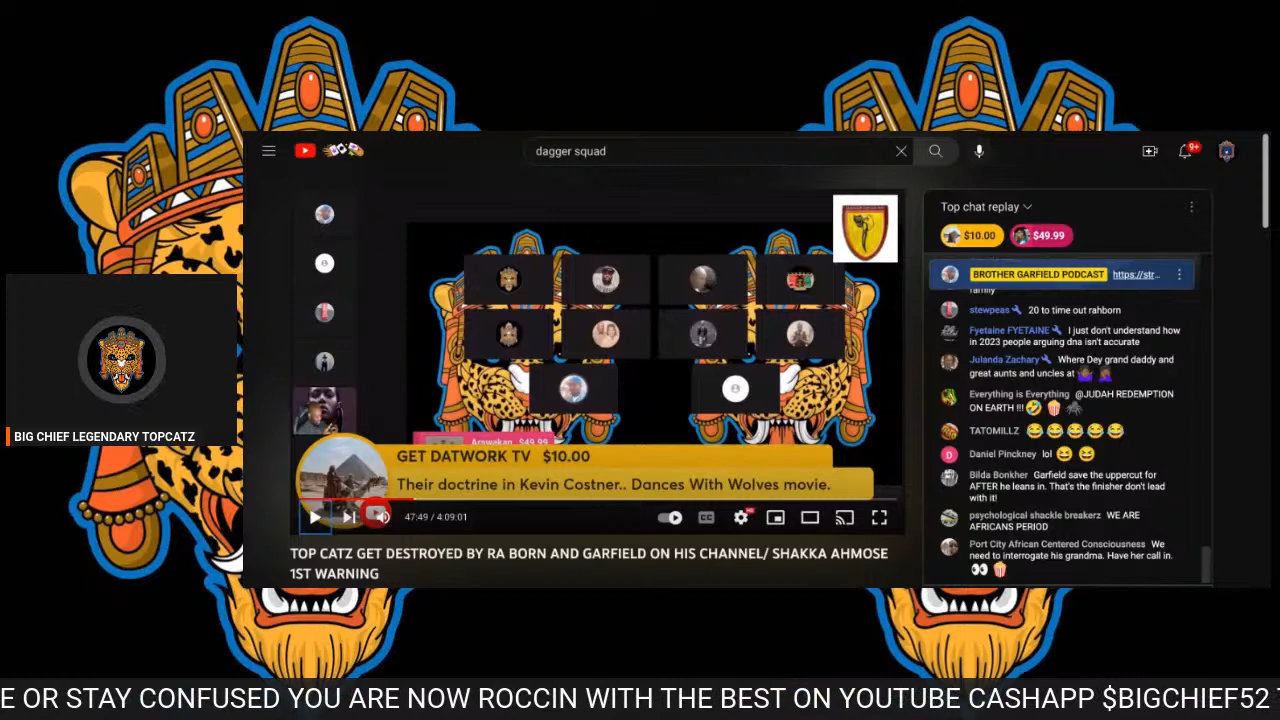 dagger squad
9+
Top chat replay
$10.00
$49.99
BROTHER GARFIELD PODCAST https://str...
family
stewpeas 20 to time out rahborn
Fyetaine FYETAINE I just don't understand how
in 2023 people arguing dna isn't accurate
Julanda Zachary Where Dey grand daddy and
great aunts and uncles at
Everything is Everything @JUDAH REDEMPTION
ON EARTH !!!
TATOMILLZ
Daniel Pinckney lol
Bilda Bonkher Garfield save the uppercut for
AFTER he leans in. That's the finisher don't lead
with it!
psychological shackle breakerz WE ARE
AFRICANS PERIOD
Port City African Centered Consciousness We
need to interrogate his grandma. Have her call in.
Arawakan $49.99
GET DATWORK TV $10.00
Their doctrine in Kevin Costner.. Dances With Wolves movie.
47:49 / 4:09:01
CC
TOP CATZ GET DESTROYED BY RA BORN AND GARFIELD ON HIS CHANNEL/ SHAKKA AHMOSE
1ST WARNING
BIG CHIEF LEGENDARY TOPCATZ
E OR STAY CONFUSED YOU ARE NOW ROCCIN WITH THE BEST ON YOUTUBE CASHAPP $BIGCHIEF52